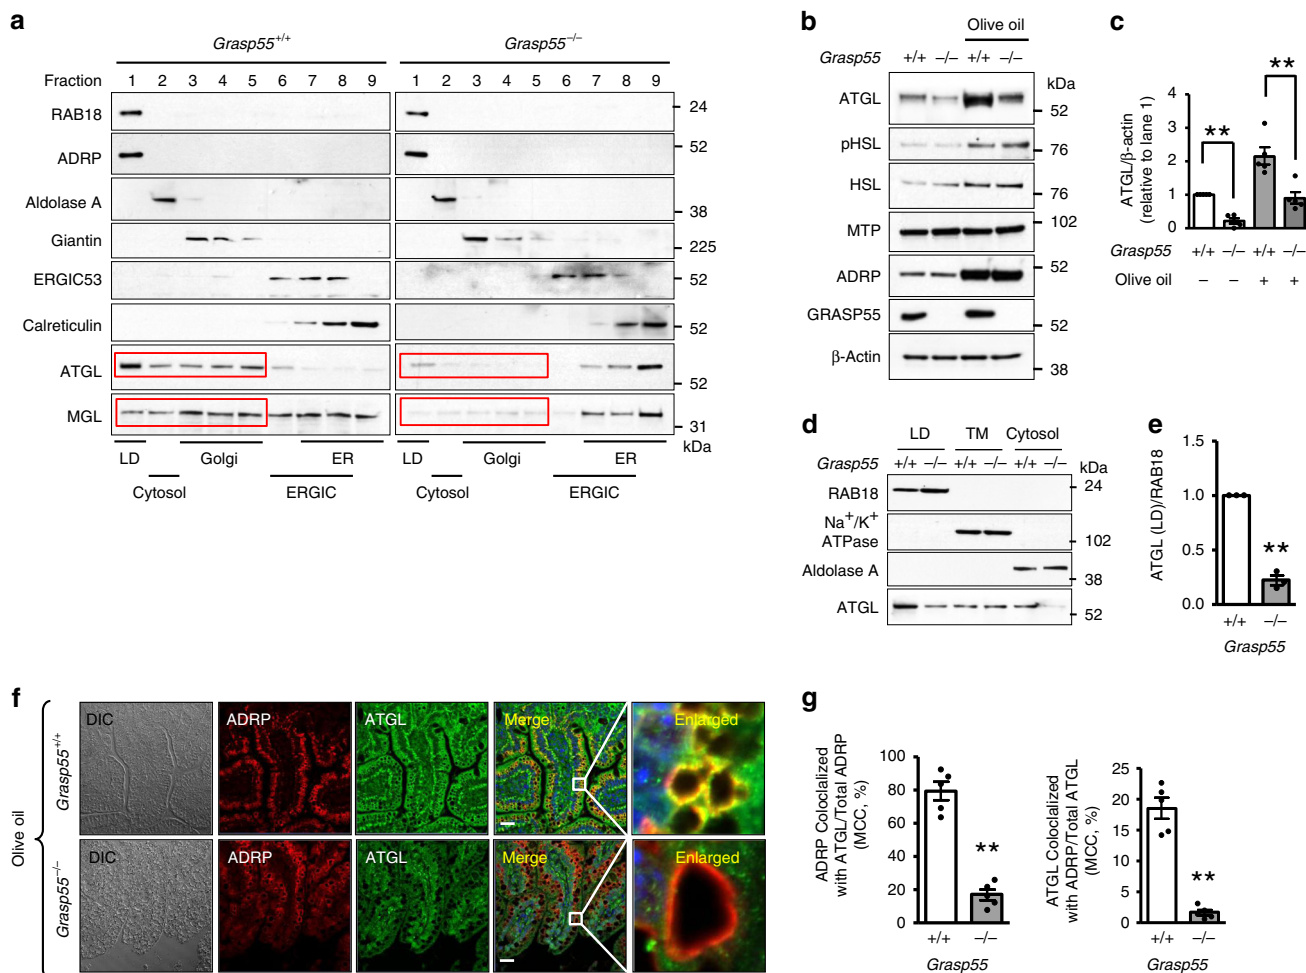 a
Grasp55+/+ Grasp55−/−
Fraction 1 2 3 4 5 6 7 8 9 1 2 3 4 5 6 7 8 9
RAB18 24
ADRP 52
Aldolase A 38
Giantin 225
ERGIC53 52
Calreticulin 52
ATGL 52
MGL 31
kDa
LD Golgi ER LD Golgi ER
Cytosol ERGIC Cytosol ERGIC
b
Olive oil
Grasp55 +/+ −/− +/+ −/−
kDa
ATGL 52
pHSL 76
HSL 76
MTP 102
ADRP 52
GRASP55 52
β-Actin 38
c
** **
ATGL/β-actin
(relative to lane 1)
4
3
2
1
0
Grasp55 +/+ −/− +/+ −/−
Olive oil − − + +
d
LD TM Cytosol
Grasp55 +/+ −/− +/+ −/− +/+ −/− kDa
RAB18 24
Na+/K+
ATPase 102
Aldolase A 38
ATGL 52
e
ATGL (LD)/RAB18
1.5
1.0
0.5
0.0
**
+/+ −/−
Grasp55
f
Olive oil
Grasp55+/+
DIC ADRP ATGL Merge Enlarged
Grasp55−/−
DIC ADRP ATGL Merge Enlarged
g
ADRP Coloclalized
with ATGL/Total ADRP
(MCC, %)
100
80
60
40
20
0
**
+/+ −/−
Grasp55
ATGL Coloclalized
with ADRP/Total ATGL
(MCC, %)
25
20
15
10
5
0
**
+/+ −/−
Grasp55